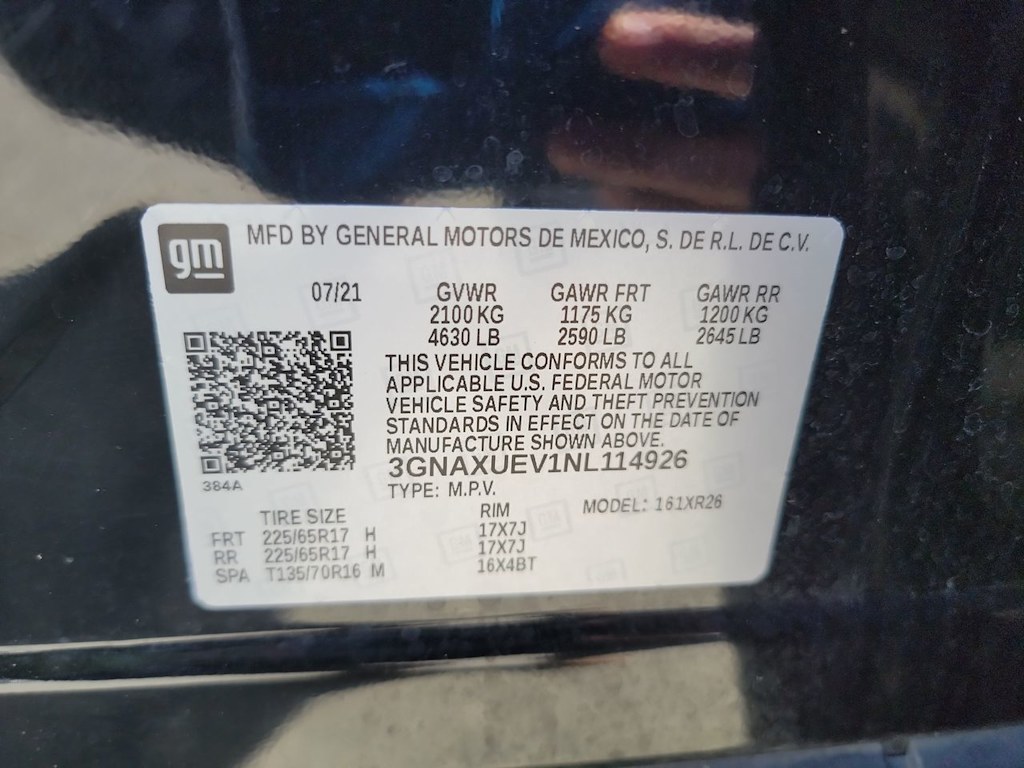 gm
MFD BY GENERAL MOTORS DE MEXICO, S. DE R.L. DE C.V.
07/21 GVWR GAWR FRT GAWR RR
2100 KG 1175 KG 1200 KG
4630 LB 2590 LB 2645 LB
THIS VEHICLE CONFORMS TO ALL
APPLICABLE U.S. FEDERAL MOTOR
VEHICLE SAFETY AND THEFT PREVENTION
STANDARDS IN EFFECT ON THE DATE OF
MANUFACTURE SHOWN ABOVE.
3GNAXUEV1NL114926
384A
TYPE: M.P.V. MODEL: 161XR26
TIRE SIZE RIM
FRT 225/65R17 H 17X7J
RR 225/65R17 H 17X7J
SPA T135/70R16 M 16X4BT